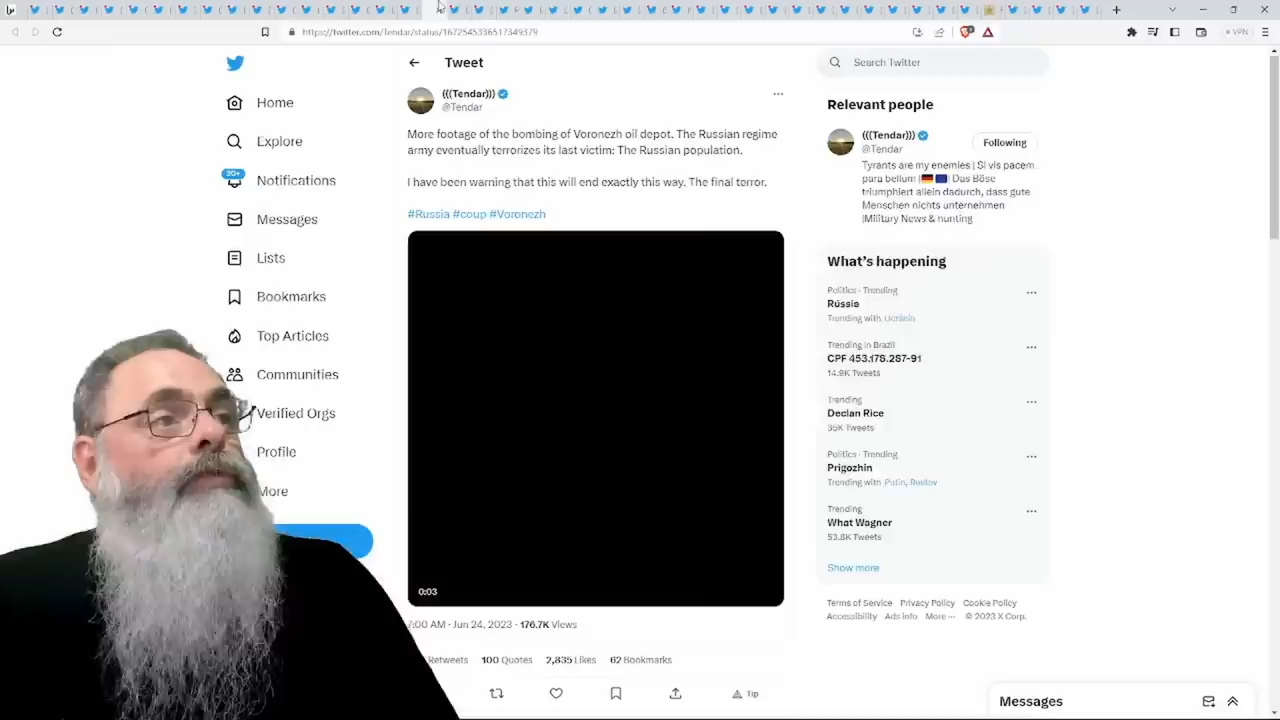 https://twitter.com/Tendar/status/1672545336517349379
VPN
Home
Explore
20+
Notifications
Messages
Lists
Bookmarks
Top Articles
Communities
Verified Orgs
Profile
More
Tweet
(((Tendar)))
@Tendar
More footage of the bombing of Voronezh oil depot. The Russian regime
army eventually terrorizes its last victim: The Russian population.
I have been warning that this will end exactly this way. The final terror.
#Russia #coup #Voronezh
0:03
7:00 AM · Jun 24, 2023 · 176.7K Views
Retweets 100 Quotes 2,835 Likes 62 Bookmarks
Tip
Search Twitter
Relevant people
(((Tendar)))
@Tendar
Following
Tyrants are my enemies | Si vis pacem
para bellum | | Das Böse
triumphiert allein dadurch, dass gute
Menschen nichts unternehmen
|Military News & hunting
What's happening
Politics · Trending
Rússia
Trending with Ucrânia
Trending in Brazil
CPF 453.178.287-91
14.9K Tweets
Trending
Declan Rice
35K Tweets
Politics · Trending
Prigozhin
Trending with Putin, Rostov
Trending
What Wagner
53.8K Tweets
Show more
Terms of Service Privacy Policy Cookie Policy
Accessibility Ads info More ··· © 2023 X Corp.
Messages